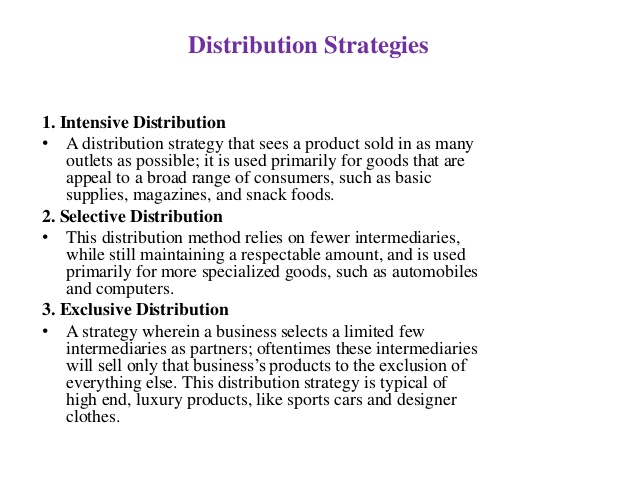 Distribution Strategies
1. Intensive Distribution
• A distribution strategy that sees a product sold in as many
outlets as possible; it is used primarily for goods that are
appeal to a broad range of consumers, such as basic
supplies, magazines, and snack foods.
2. Selective Distribution
• This distribution method relies on fewer intermediaries,
while still maintaining a respectable amount, and is used
primarily for more specialized goods, such as automobiles
and computers.
3. Exclusive Distribution
• A strategy wherein a business selects a limited few
intermediaries as partners; oftentimes these intermediaries
will sell only that business’s products to the exclusion of
everything else. This distribution strategy is typical of
high end, luxury products, like sports cars and designer
clothes.